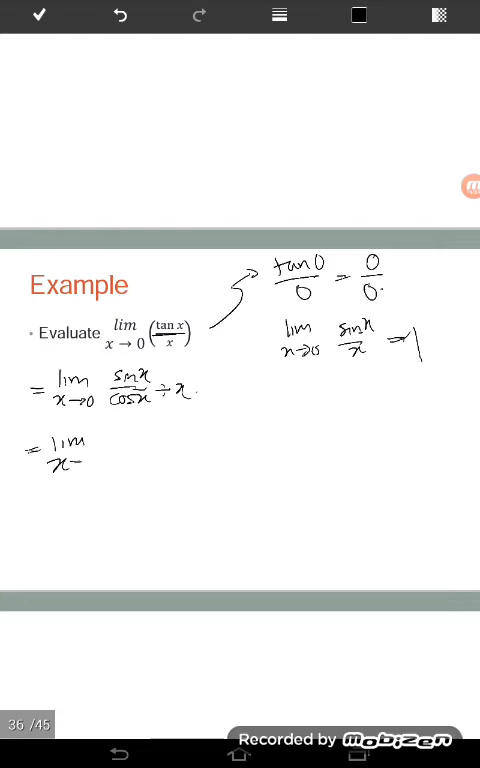 Example
tan 0 / 0 = 0 / 0.
• Evaluate lim x → 0 (tan x / x)
lim x→0 sin x / x = 1
= lim x→0 sin x / cos x ÷ x.
= lim x-
36 /45
Recorded by mobizen